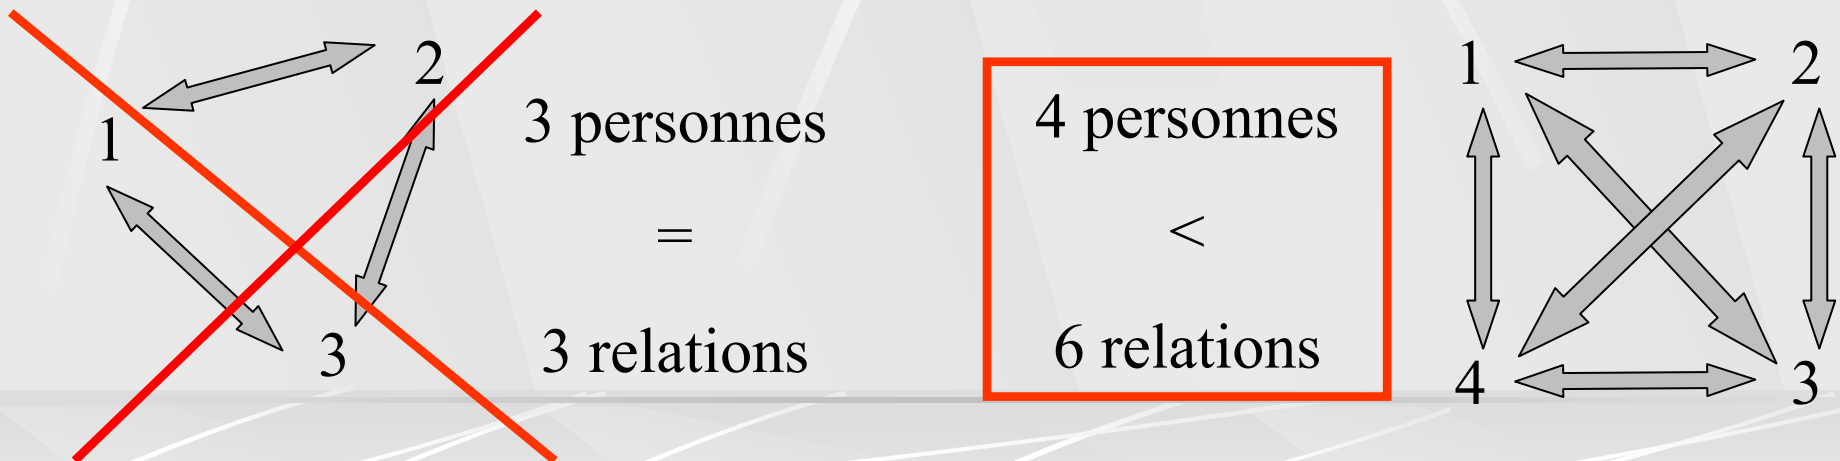 1
2
3
3 personnes
=
3 relations
4 personnes
<
6 relations
1
2
4
3